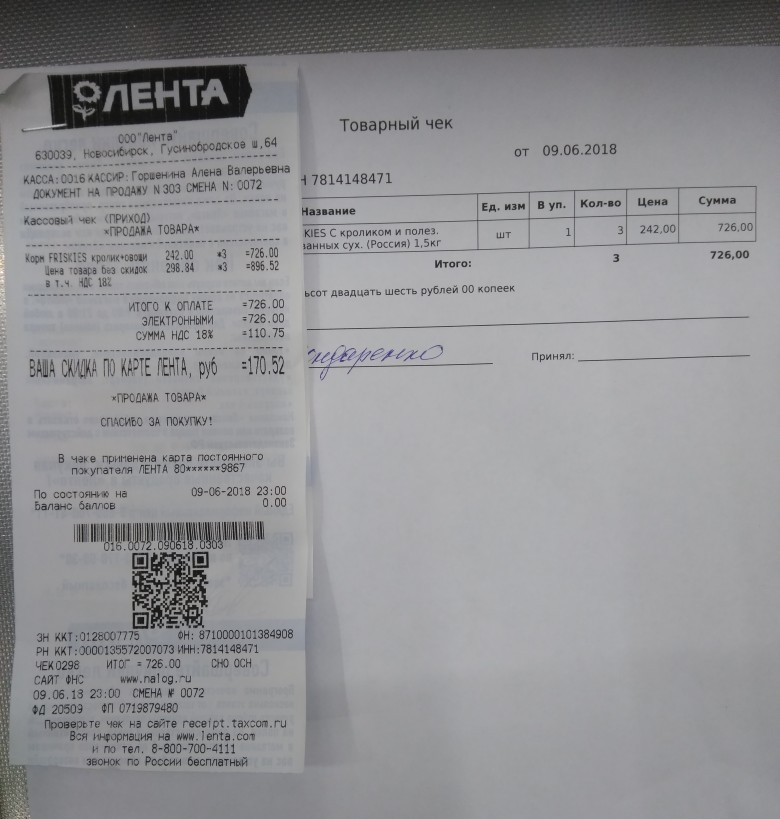 ЛЕНТА
ООО"Лента"
630039, Новосибирск, Гусинобродское ш,64
КАССА:0016 КАССИР: Горшенина Алена Валерьевна
ДОКУМЕНТ НА ПРОДАЖУ N 303 СМЕНА N: 0072
Кассовый чек (ПРИХОД)
*ПРОДАЖА ТОВАРА*
Корм FRISKIES кролик+овощи 242.00 *3 =726.00
Цена товара без скидок 298.84 *3 =896.52
в т.ч. НДС 18%
ИТОГО К ОПЛАТЕ =726.00
ЭЛЕКТРОННЫМИ =726.00
СУММА НДС 18% =110.75
ВАША СКИДКА ПО КАРТЕ ЛЕНТА, руб =170.52
*ПРОДАЖА ТОВАРА*
СПАСИБО ЗА ПОКУПКУ!
В чеке применена карта постоянного
покупателя ЛЕНТА 80******9867
По состоянию на 09-06-2018 23:00
Баланс баллов 0.00
016.0072.090618.0303
ЗН ККТ:0128007775 ФН: 8710000101384908
РН ККТ:0000135572007073 ИНН:7814148471
ЧЕК0298 ИТОГ = 726.00 СНО ОСН
САЙТ ФНС www.nalog.ru
09.06.18 23:00 СМЕНА № 0072
ФД 20509 ФП 0719879480
Проверьте чек на сайте receipt.taxcom.ru
Вся информация на www.lenta.com
и по тел. 8-800-700-4111
звонок по России бесплатный
Товарный чек
от 09.06.2018
Н 7814148471
Название Ед. изм В уп. Кол-во Цена Сумма
KIES С кроликом и полез. шт 1 3 242,00 726,00
ванных сух. (Россия) 1,5кг
Итого: 3 726,00
ьсот двадцать шесть рублей 00 копеек
ндаренко Принял: